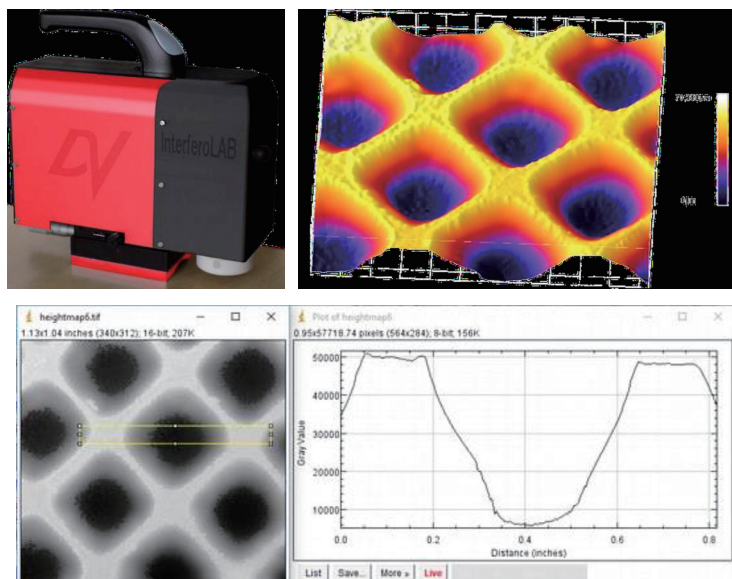 DV
InterferoLAB
heightmap6.tif
1.13x1.04 inches (340x312); 16-bit; 207K
Plot of heightmap6
0.95x57718.74 pixels (564x284); 8-bit; 156K
50000
40000
30000
20000
10000
Gray Value
0.0 0.2 0.4 0.6 0.8
Distance (inches)
List Save... More » Live